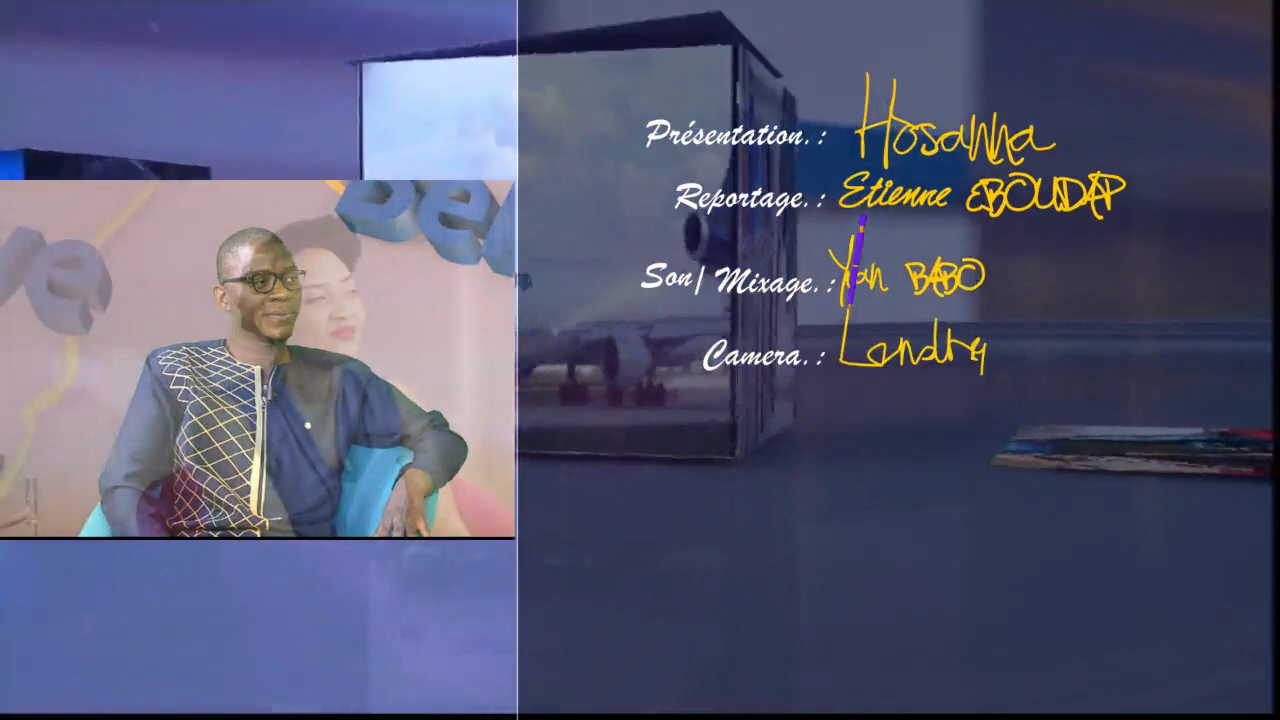 Présentation. : Hosanna
Reportage. : Etienne EBOUDAP
Son/ Mixage. : Yan BABO
Camera. : Landry